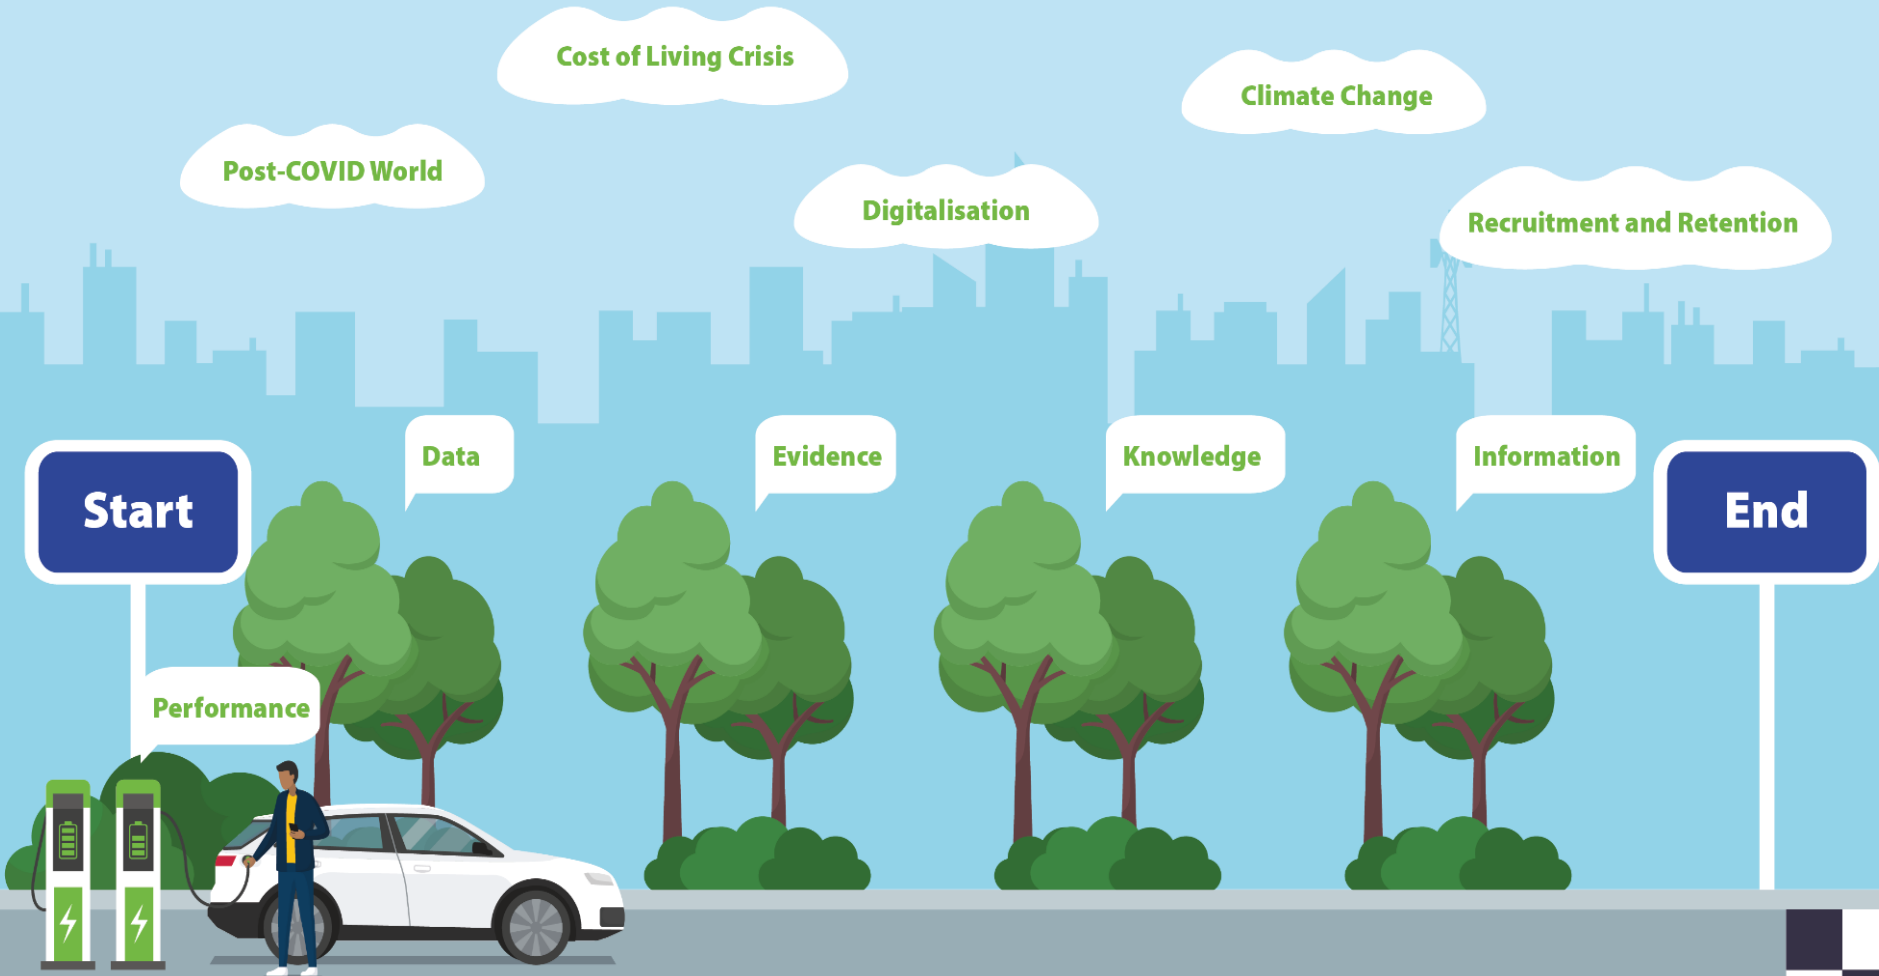 Cost of Living Crisis
Climate Change
Post-COVID World
Digitalisation
Recruitment and Retention
Data
Evidence
Knowledge
Information
Start
End
Performance